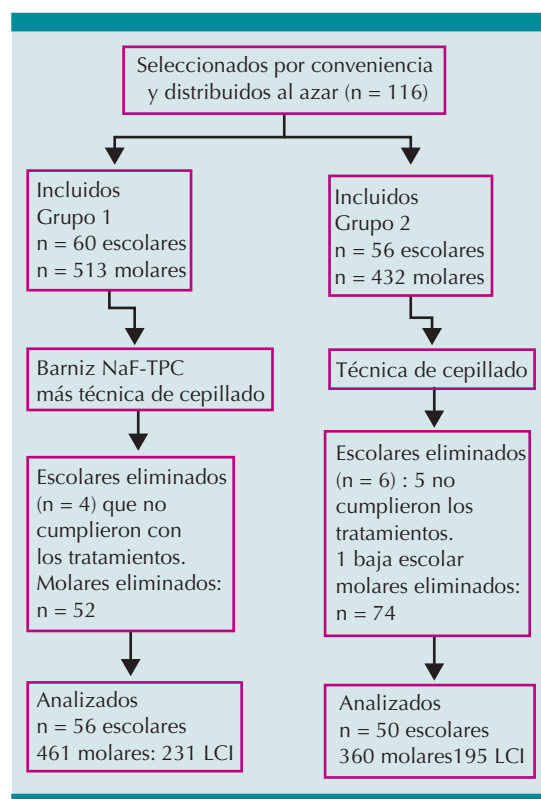 Seleccionados por conveniencia
y distribuidos al azar (n = 116)
Incluidos
Grupo 1
n = 60 escolares
n = 513 molares
Incluidos
Grupo 2
n = 56 escolares
n = 432 molares
Barniz NaF-TPC
más técnica de cepillado
Técnica de cepillado
Escolares eliminados
(n = 4) que no
cumplieron con
los tratamientos.
Molares eliminados:
n = 52
Escolares eliminados
(n = 6) : 5 no
cumplieron los
tratamientos.
1 baja escolar
molares eliminados:
n = 74
Analizados
n = 56 escolares
461 molares: 231 LCI
Analizados
n = 50 escolares
360 molares195 LCI